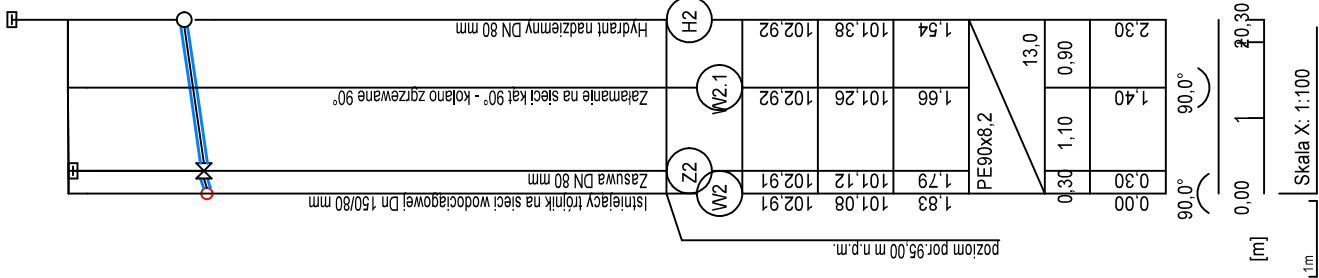 Hydrant nadziemny DN 80 mm
H2
102,92
101,38
1,54
2,30
Załamanie na sieci kąt 90° - kolano zgrzewane 90°
W2.1
102,92
101,26
1,66
1,40
90,0°
Zasuwa DN 80 mm
Z2
102,91
101,12
1,79
0,30
Istniejący trójnik na sieci wodociągowej Dn 150/80 mm
W2
102,91
101,08
1,83
0,00
90,0°
PE90x8,2
13,0
0,30
1,10
0,90
poziom por.95,00 m n.p.m.
[m]
0,00
1
2
0,30
Skala X: 1:100
1m